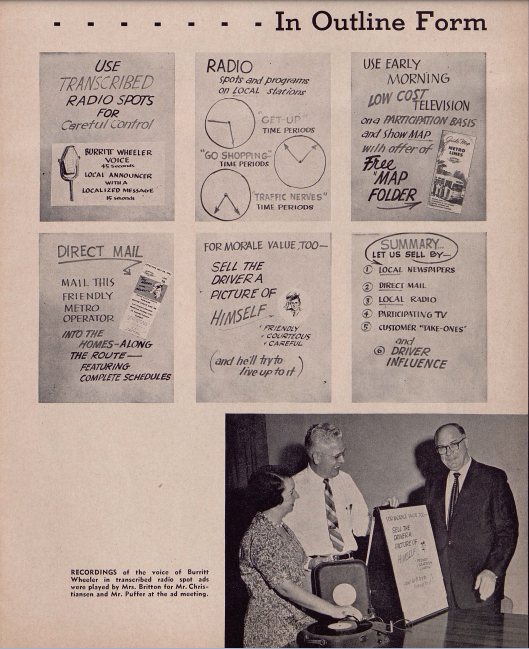 - - - - - - - In Outline Form
USE
TRANSCRIBED
RADIO SPOTS
FOR
Careful Control
BURRITT WHEELER
VOICE
45 Seconds
LOCAL ANNOUNCER
WITH A
LOCALIZED MESSAGE
15 seconds
RADIO
spots and programs
on LOCAL stations
"GET-UP"
TIME PERIODS
"GO SHOPPING"
TIME PERIODS
"TRAFFIC NERVES"
TIME PERIODS
USE EARLY
MORNING
LOW COST
TELEVISION
on a PARTICIPATION BASIS
and show MAP
with offer of
Free
"MAP
FOLDER"
Guide Map
METRO
LINES
DIRECT MAIL
MAIL THIS
FRIENDLY
METRO
OPERATOR
INTO THE
HOMES-ALONG
THE ROUTE—
FEATURING
COMPLETE SCHEDULES
FOR MORALE VALUE, TOO—
SELL THE
DRIVER A
PICTURE OF
HIMSELF—
• FRIENDLY
• COURTEOUS
• CAREFUL
(and he'll try to
live up to it)
SUMMARY...
LET US SELL BY—
① LOCAL NEWSPAPERS
② DIRECT MAIL
③ LOCAL RADIO
④ PARTICIPATING TV
⑤ CUSTOMER "TAKE-ONES"
and
⑥ DRIVER
INFLUENCE
FOR MORALE VALUE, TOO—
SELL THE
DRIVER A
PICTURE OF
HIMSELF
RECORDINGS of the voice of Burritt
Wheeler in transcribed radio spot ads
were played by Mrs. Britton for Mr. Chris-
tiansen and Mr. Puffer at the ad meeting.